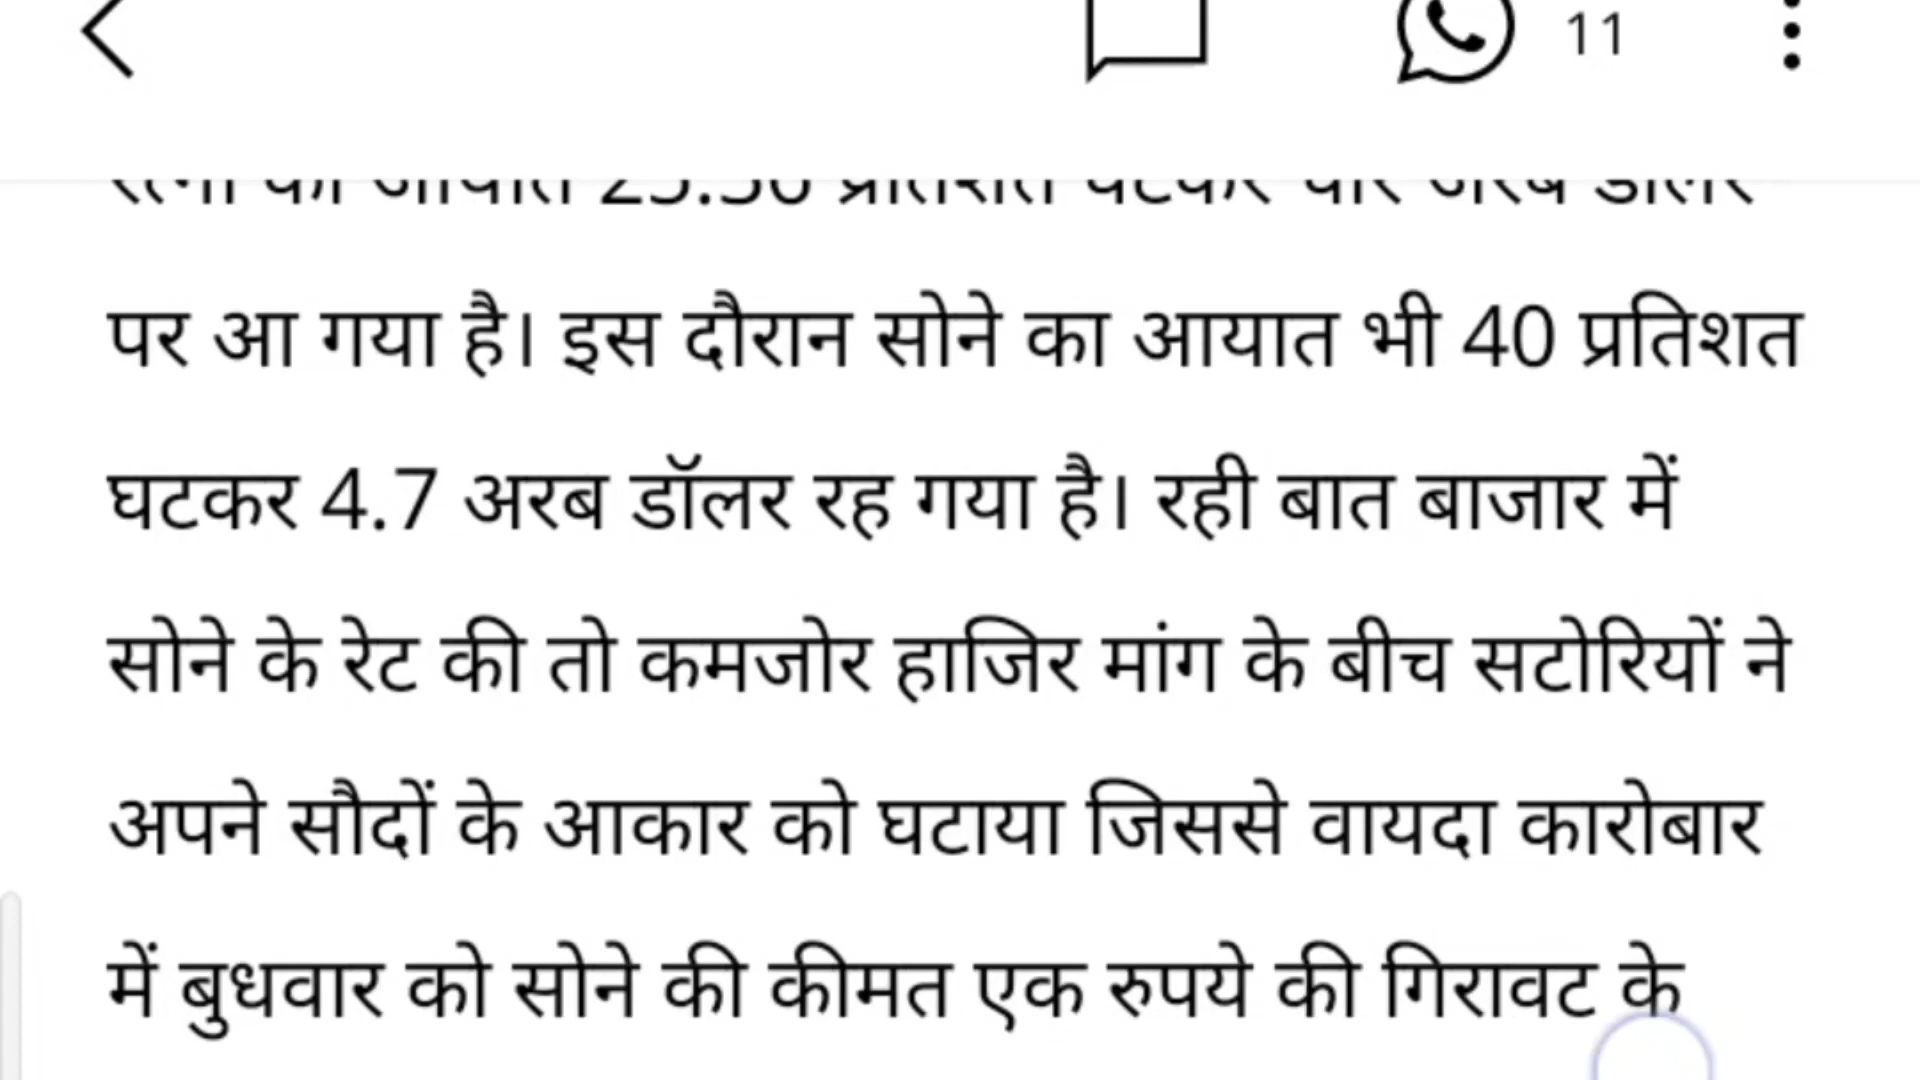 11
पर आ गया है। इस दौरान सोने का आयात भी 40 प्रतिशत
घटकर 4.7 अरब डॉलर रह गया है। रही बात बाजार में
सोने के रेट की तो कमजोर हाजिर मांग के बीच सटोरियों ने
अपने सौदों के आकार को घटाया जिससे वायदा कारोबार
में बुधवार को सोने की कीमत एक रुपये की गिरावट के